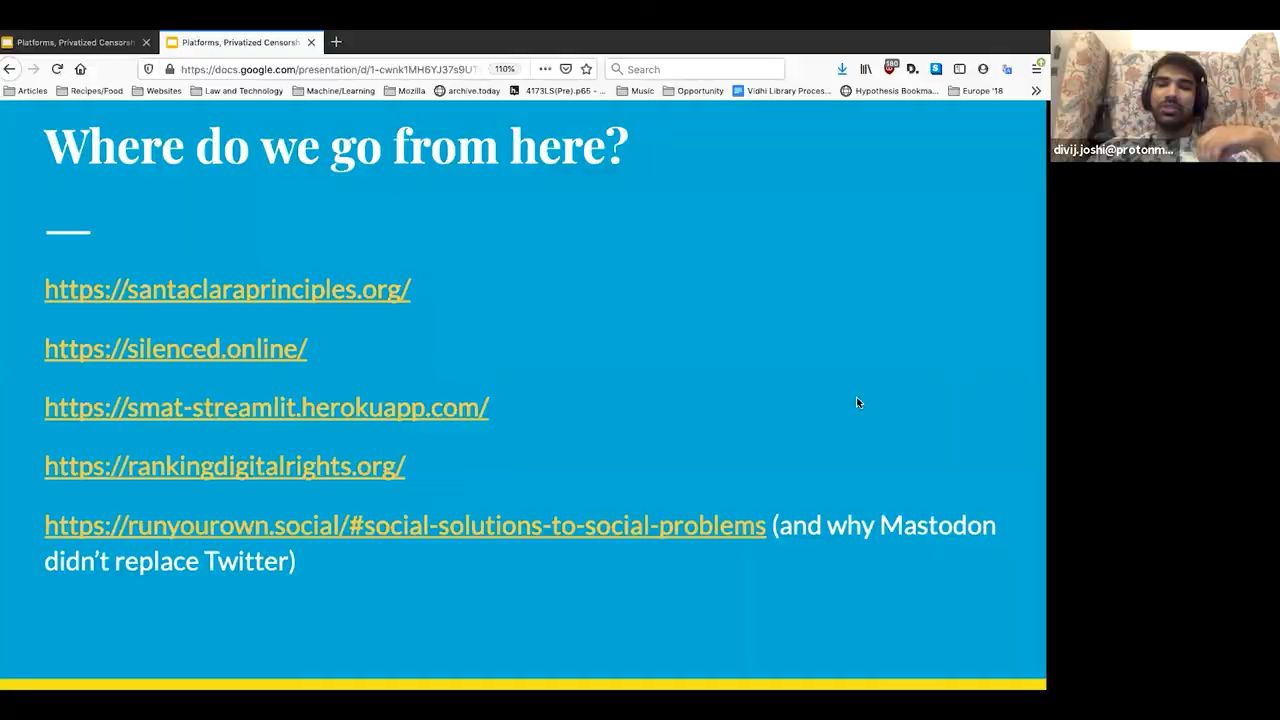 Platforms, Privatized Censorsh
Platforms, Privatized Censorsh
https://docs.google.com/presentation/d/1-cwnk1MH6YJ37s9U
110%
Search
Articles
Recipes/Food
Websites
Law and Technology
Machine/Learning
Mozilla
archive.today
4173LS(Pre).p65 -
Music
Opportunity
Vidhi Library Proces...
Hypothesis Bookma...
Europe '18
divij.joshi@protonm...
Where do we go from here?
https://santaclaraprinciples.org/
https://silenced.online/
https://smat-streamlit.herokuapp.com/
https://rankingdigitalrights.org/
https://runyourown.social/#social-solutions-to-social-problems (and why Mastodon
didn’t replace Twitter)